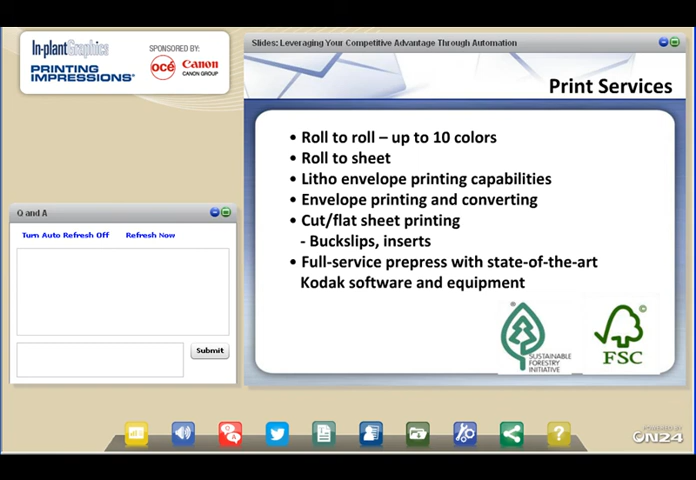 In-plantGraphics
PRINTING
IMPRESSIONS
SPONSORED BY:
océ
Canon
CANON GROUP
Slides: Leveraging Your Competitive Advantage Through Automation
Print Services
• Roll to roll – up to 10 colors
• Roll to sheet
• Litho envelope printing capabilities
• Envelope printing and converting
• Cut/flat sheet printing
- Buckslips, inserts
• Full-service prepress with state-of-the-art
Kodak software and equipment
SUSTAINABLE
FORESTRY
INITIATIVE
FSC
Q and A
Turn Auto Refresh Off
Refresh Now
Submit
Q
A
?
POWERED BY
ON24